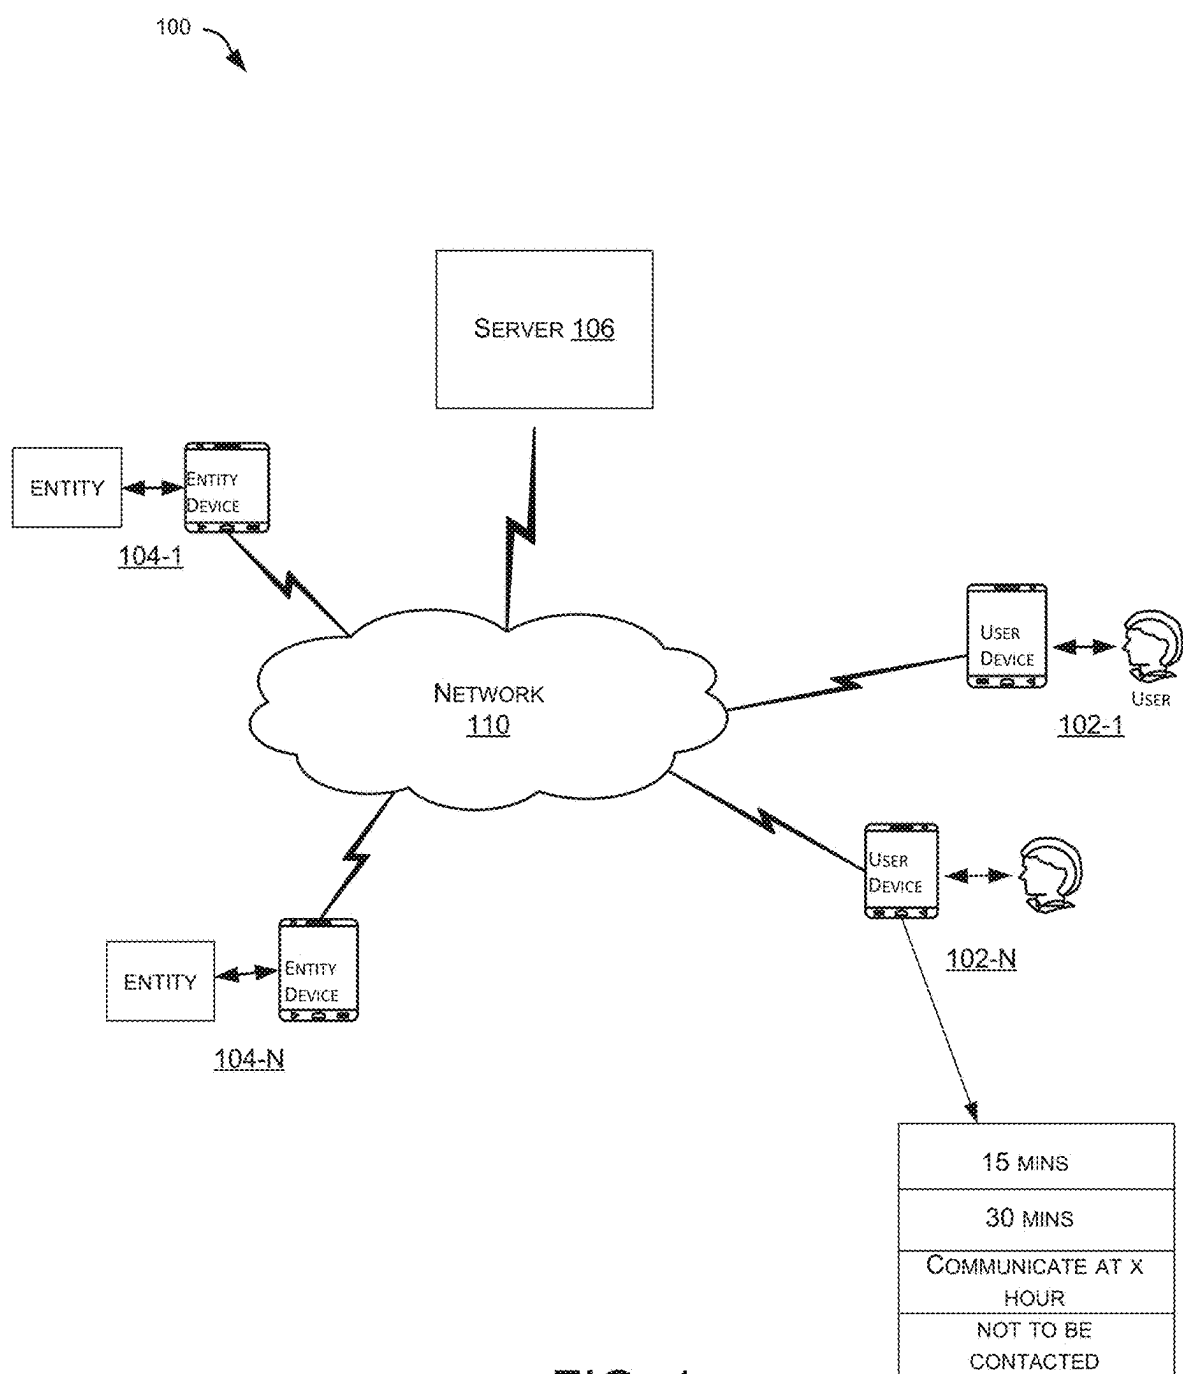 100
SERVER 106
ENTITY
ENTITY
DEVICE
104-1
USER
DEVICE
USER
102-1
NETWORK
110
USER
DEVICE
102-N
ENTITY
ENTITY
DEVICE
104-N
15 MINS
30 MINS
COMMUNICATE AT X
HOUR
NOT TO BE
CONTACTED